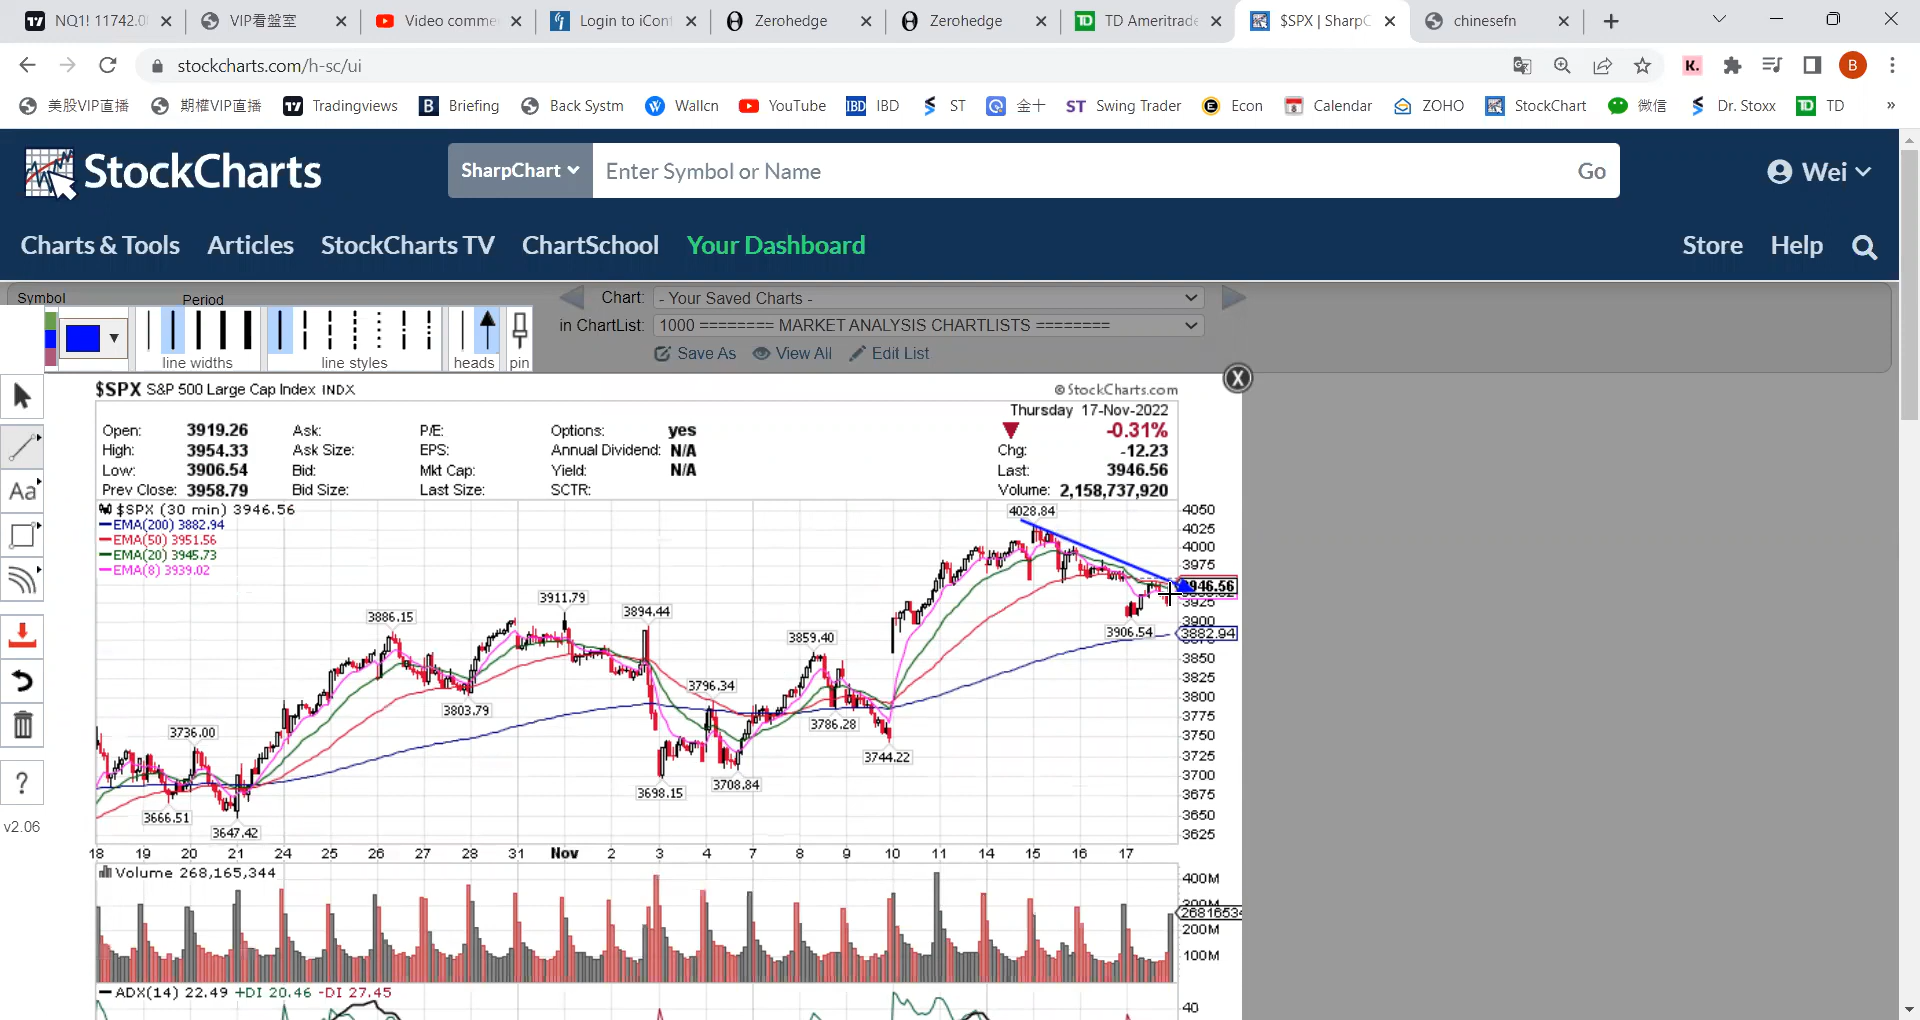 NQ1! 11742.0
VIP看盤室
Video comme
Login to iCont
Zerohedge
Zerohedge
TD Ameritrade
$SPX | SharpC
chinesefn
stockcharts.com/h-sc/ui
K.
B
美股VIP直播
期權VIP直播
Tradingviews
Briefing
Back Systm
Wallcn
YouTube
IBD IBD
ST
金十
ST Swing Trader
Econ
Calendar
ZOHO
StockChart
微信
Dr. Stoxx
TD
»
StockCharts
SharpChart
Enter Symbol or Name
Go
Wei
Charts & Tools
Articles
StockCharts TV
ChartSchool
Your Dashboard
Store
Help
Symbol
Period
Chart:
- Your Saved Charts -
in ChartList:
1000 ======== MARKET ANALYSIS CHARTLISTS ========
Save As
View All
Edit List
line widths
line styles
heads
pin
Aa
?
v2.06
X
$SPX S&P 500 Large Cap Index INDX
© StockCharts.com
Thursday 17-Nov-2022
Open: 3919.26 Ask: P/E: Options: yes -0.31%
High: 3954.33 Ask Size: EPS: Annual Dividend: N/A Chg: -12.23
Low: 3906.54 Bid: Mkt Cap: Yield: N/A Last: 3946.56
Prev Close: 3958.79 Bid Size: Last Size: SCTR: Volume: 2,158,737,920
$SPX (30 min) 3946.56
EMA(200) 3882.94
EMA(50) 3951.56
EMA(20) 3945.73
EMA(8) 3939.02
4028.84
3911.79
3894.44
3886.15
3859.40
3906.54
3796.34
3803.79
3786.28
3736.00
3744.22
3698.15
3708.84
3666.51
3647.42
4050
4025
4000
3975
3946.56
3925
3900
3882.94
3850
3825
3800
3775
3750
3725
3700
3675
3650
3625
18 19 20 21 24 25 26 27 28 31 Nov 2 3 4 7 8 9 10 11 14 15 16 17
Volume 268,165,344
400M
26816534
200M
100M
ADX(14) 22.49 +DI 20.46 -DI 27.45
40